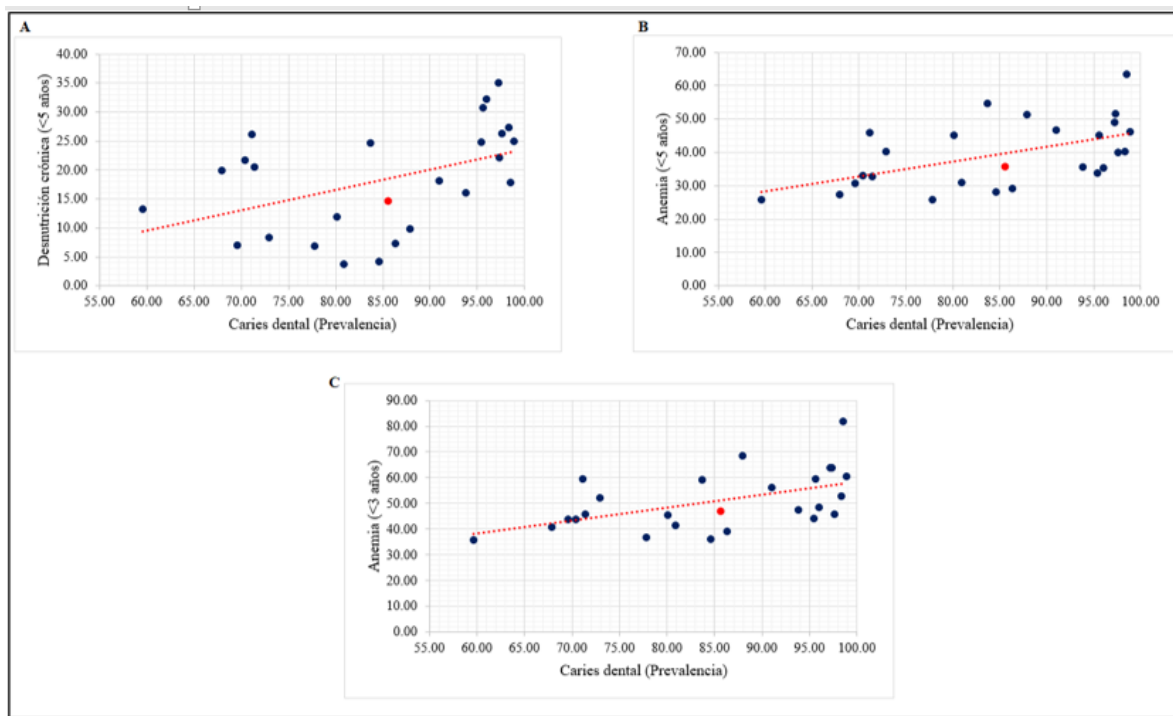 A
Desnutrición crónica (<5 años)
40.00
35.00
30.00
25.00
20.00
15.00
10.00
5.00
0.00
55.00 60.00 65.00 70.00 75.00 80.00 85.00 90.00 95.00 100.00
Caries dental (Prevalencia)
B
Anemia (<5 años)
70.00
60.00
50.00
40.00
30.00
20.00
10.00
0.00
55.00 60.00 65.00 70.00 75.00 80.00 85.00 90.00 95.00 100.00
Caries dental (Prevalencia)
C
Anemia (<3 años)
90.00
80.00
70.00
60.00
50.00
40.00
30.00
20.00
10.00
0.00
55.00 60.00 65.00 70.00 75.00 80.00 85.00 90.00 95.00 100.00
Caries dental (Prevalencia)